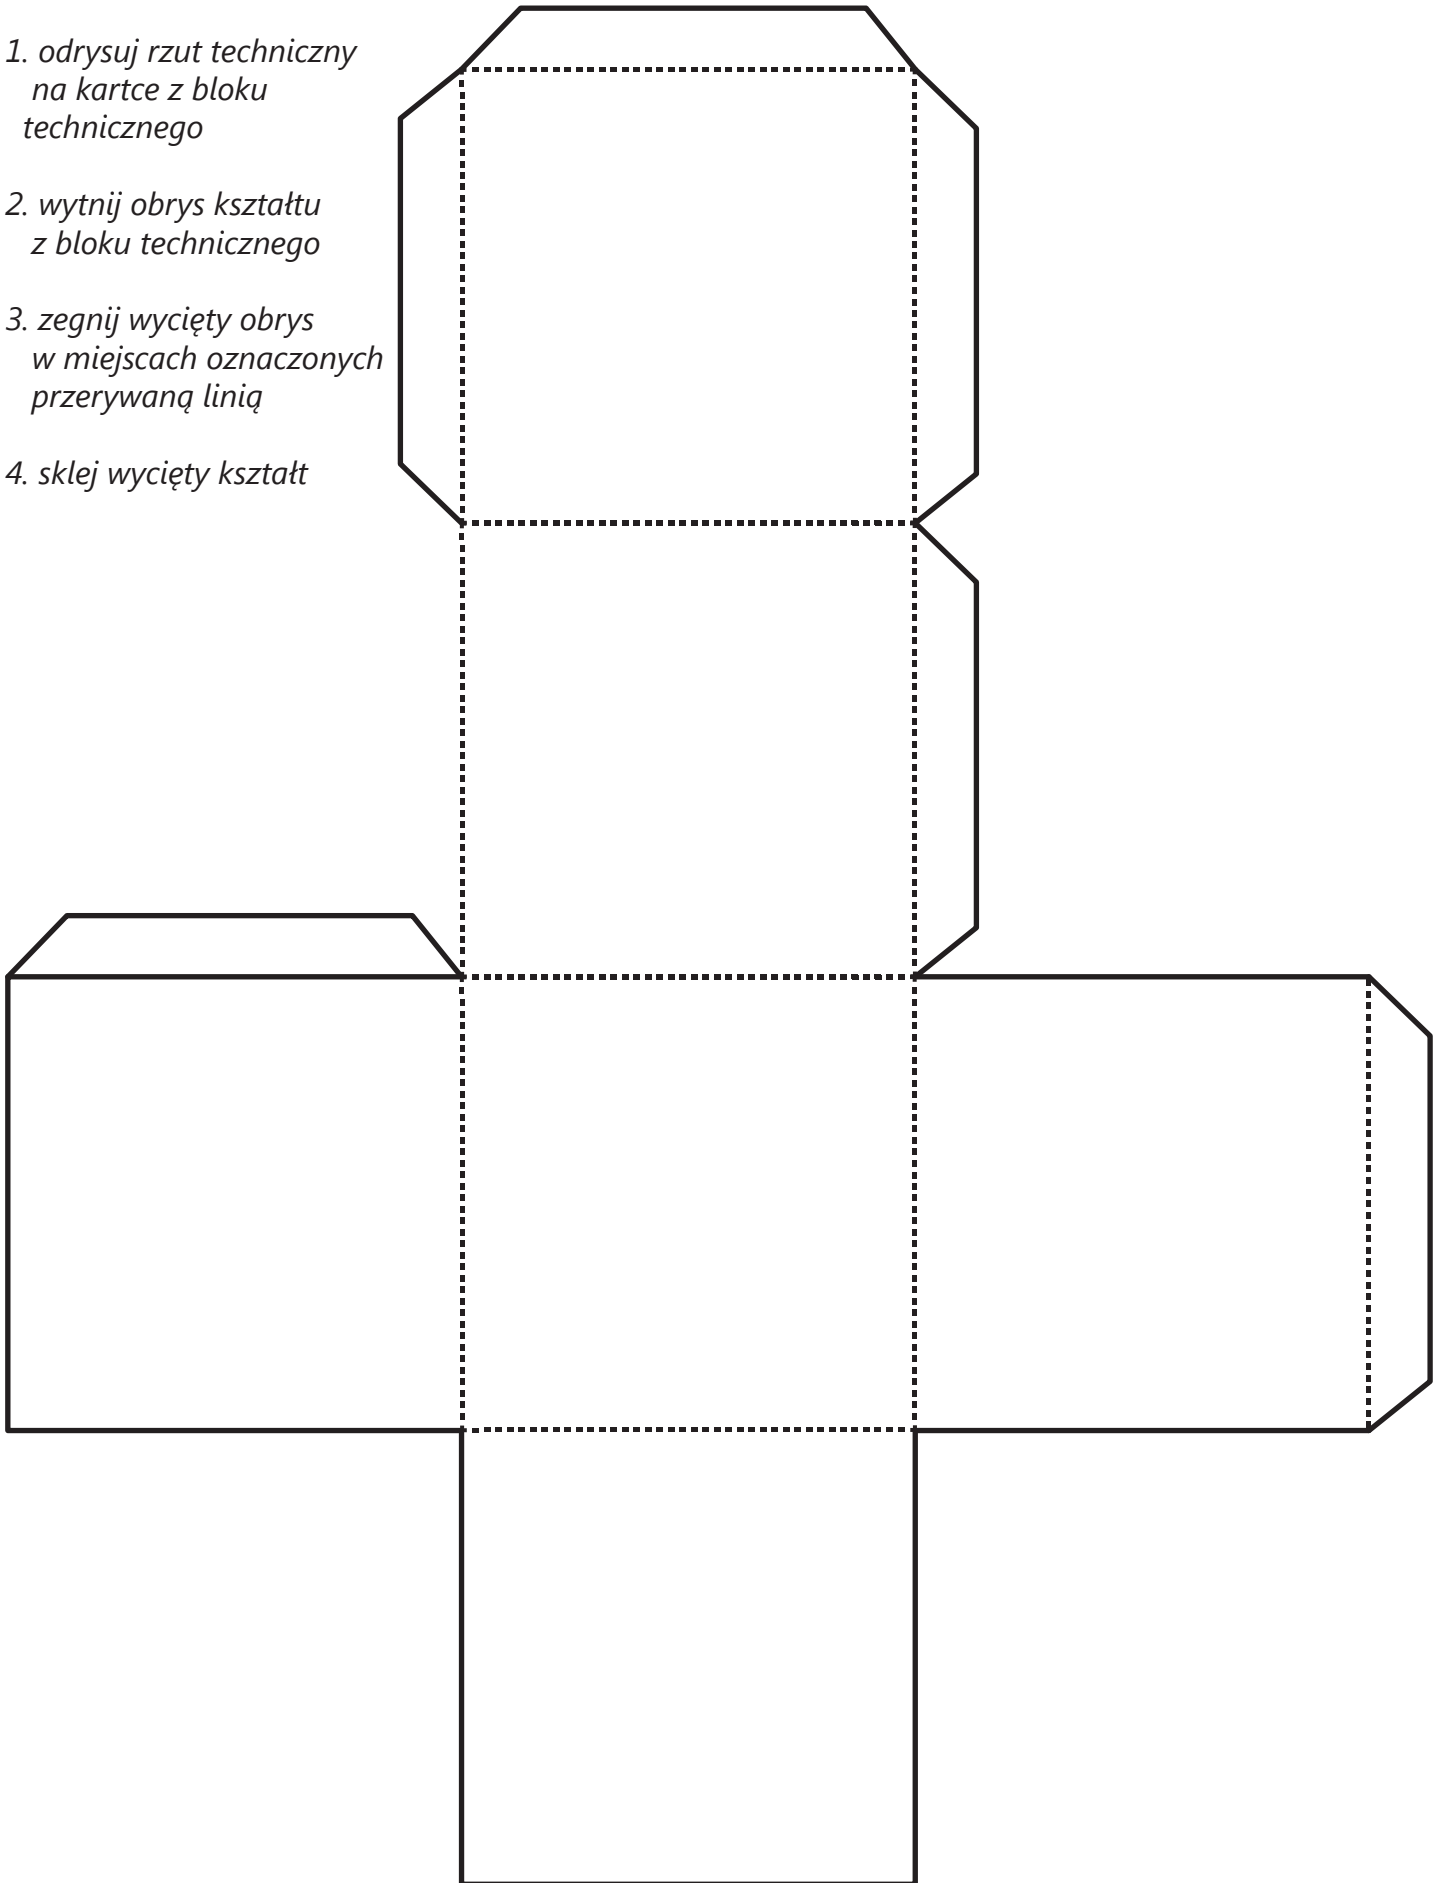 1. odrysuj rzut techniczny
na kartce z bloku
technicznego
2. wytnij obrys kształtu
z bloku technicznego
3. zegnij wycięty obrys
w miejscach oznaczonych
przerywaną linią
4. sklej wycięty kształt